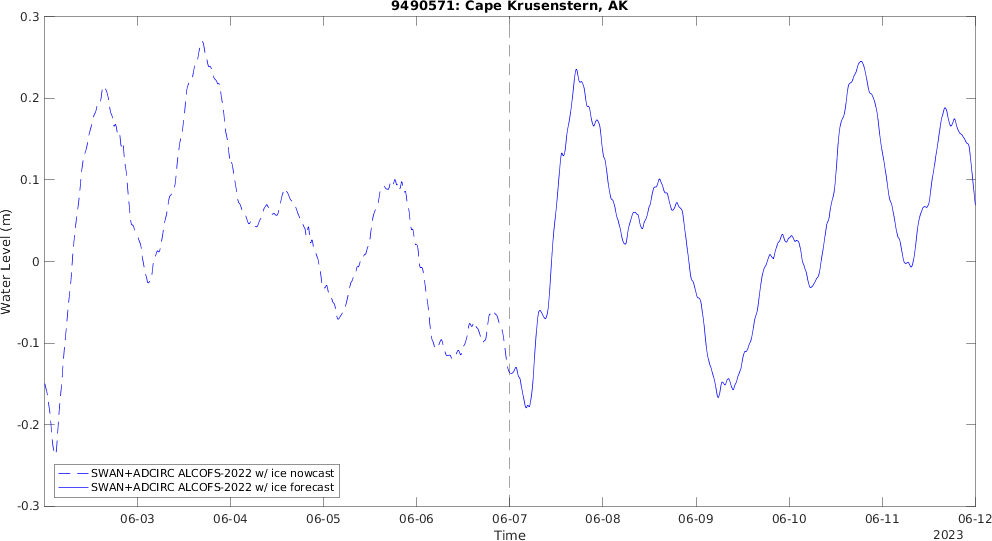 9490571: Cape Krusenstern, AK
0.3
0.2
0.1
0
-0.1
-0.2
-0.3
Water Level (m)
SWAN+ADCIRC ALCOFS-2022 w/ ice nowcast
SWAN+ADCIRC ALCOFS-2022 w/ ice forecast
06-03 06-04 06-05 06-06 06-07 06-08 06-09 06-10 06-11 06-12
Time
2023